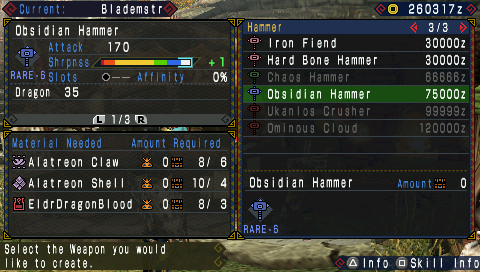 Current: Blademstr
260317z
Obsidian Hammer
Attack 170
Shrpnss +1
RARE-6 Slots Affinity 0%
Dragon 35
L 1/3 R
Material Needed Amount Required
Alatreon Claw 0 8/ 6
Alatreon Shell 0 10/ 4
EldrDragonBlood 0 8/ 3
Hammer
3/3
Iron Fiend 30000z
Hard Bone Hammer 30000z
Chaos Hammer 66666z
Obsidian Hammer 75000z
Ukanlos Crusher 99999z
Ominous Cloud 120000z
Obsidian Hammer Amount 0
RARE-6
Select the Weapon you would
like to create.
Info Skill Info